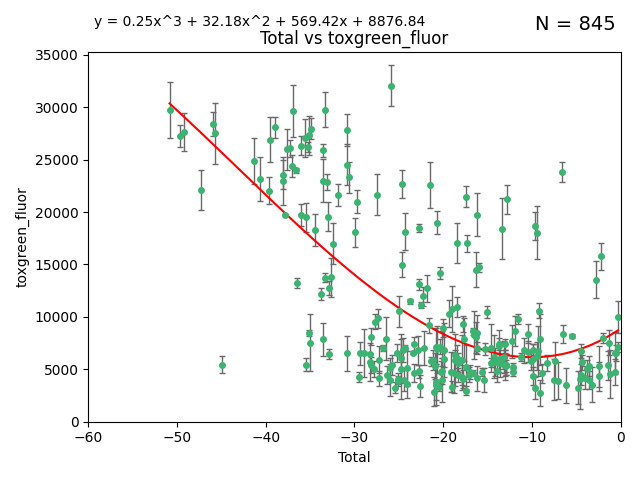 y = 0.25x^3 + 32.18x^2 + 569.42x + 8876.84
N = 845
Total vs toxgreen_fluor
35000
30000
25000
20000
15000
10000
5000
0
toxgreen_fluor
−60 −50 −40 −30 −20 −10 0
Total